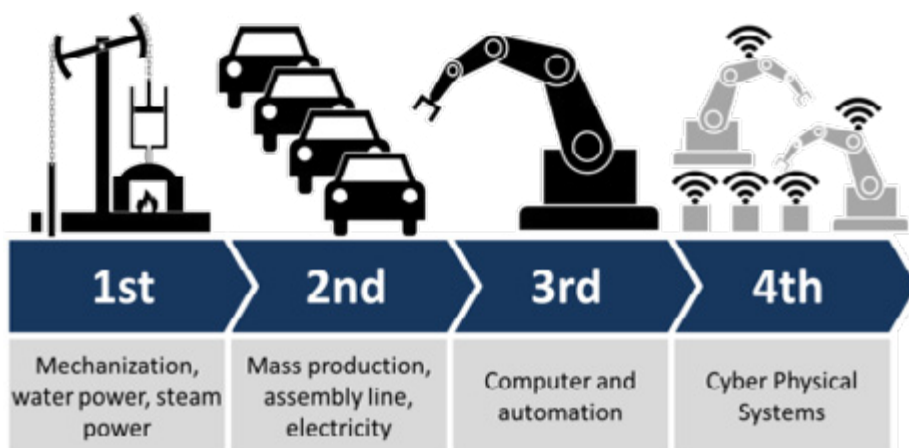 1st
2nd
3rd
4th
Mechanization,
water power, steam
power
Mass production,
assembly line,
electricity
Computer and
automation
Cyber Physical
Systems